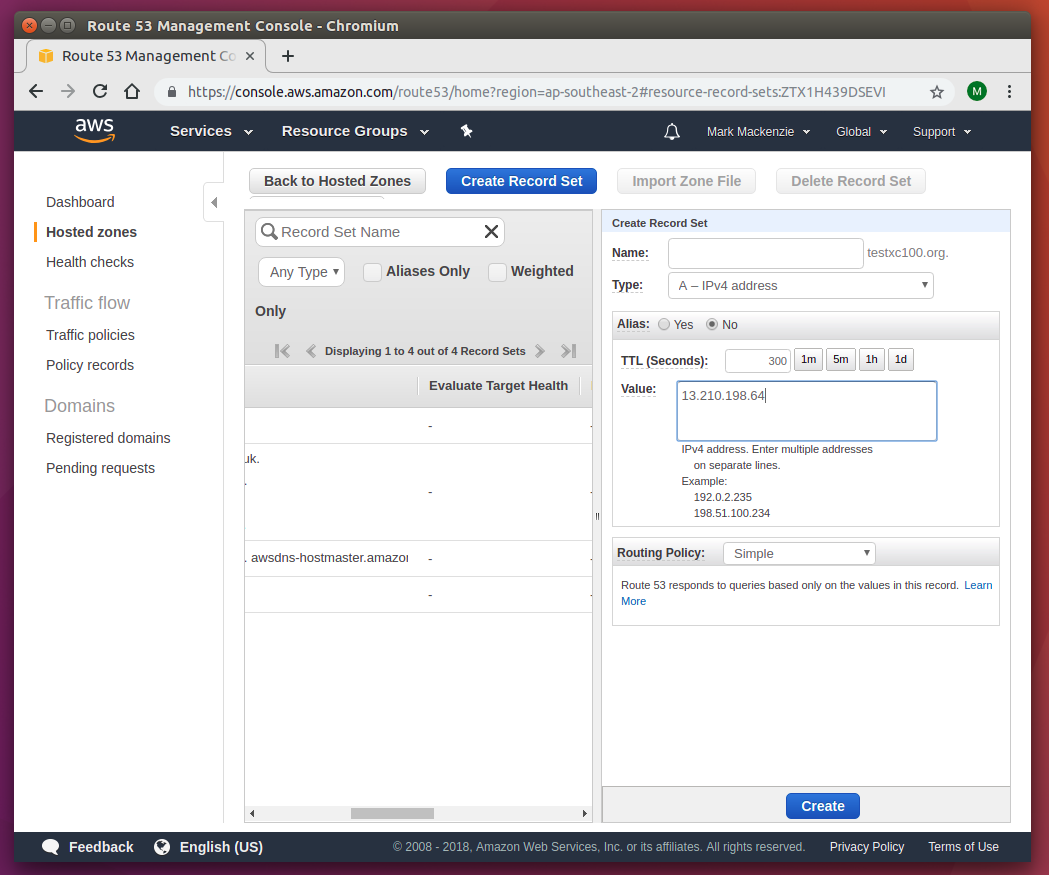 Route 53 Management Console - Chromium
Route 53 Management Co
https://console.aws.amazon.com/route53/home?region=ap-southeast-2#resource-record-sets:ZTX1H439DSEVI
M
aws
Services
Resource Groups
Mark Mackenzie
Global
Support
Dashboard
Hosted zones
Health checks
Traffic flow
Traffic policies
Policy records
Domains
Registered domains
Pending requests
Back to Hosted Zones
Create Record Set
Import Zone File
Delete Record Set
Record Set Name
Any Type
Aliases Only
Weighted
Only
Displaying 1 to 4 out of 4 Record Sets
Evaluate Target Health
- -
uk.
.
- -
. awsdns-hostmaster.amazon
- -
- -
Create Record Set
Name:
testxc100.org.
Type:
A – IPv4 address
Alias:
Yes
No
TTL (Seconds):
300
1m
5m
1h
1d
Value:
13.210.198.64
IPv4 address. Enter multiple addresses
on separate lines.
Example:
192.0.2.235
198.51.100.234
Routing Policy:
Simple
Route 53 responds to queries based only on the values in this record. Learn
More
Create
Feedback
English (US)
© 2008 - 2018, Amazon Web Services, Inc. or its affiliates. All rights reserved.
Privacy Policy
Terms of Use